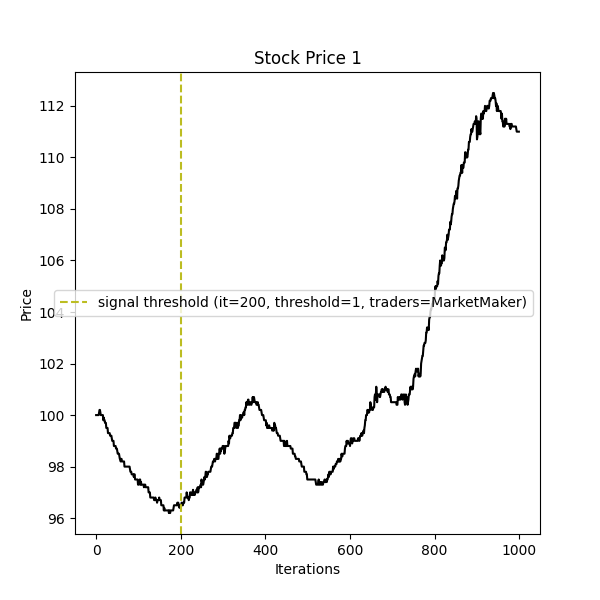 Stock Price 1
112
110
108
106
104
102
100
98
96
Price
signal threshold (it=200, threshold=1, traders=MarketMaker)
0 200 400 600 800 1000
Iterations